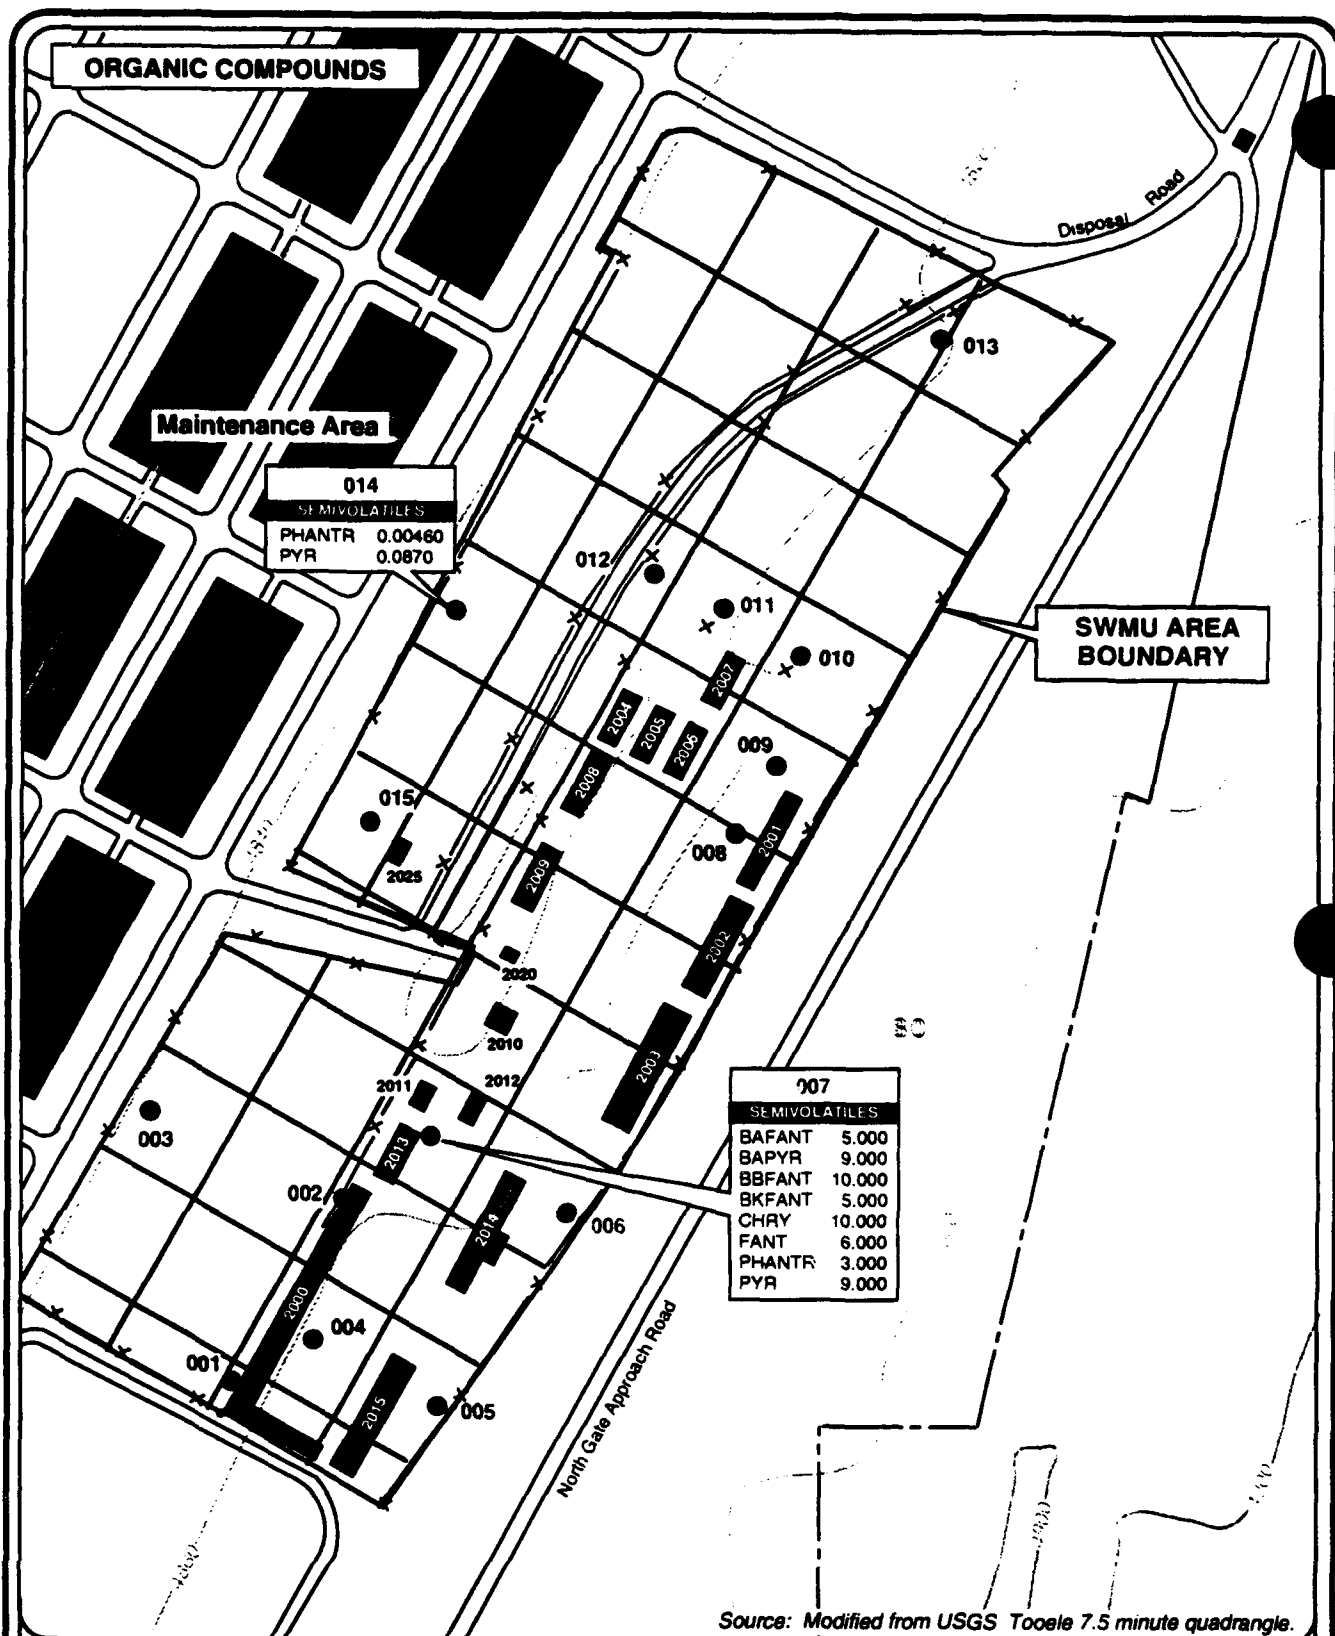 ORGANIC COMPOUNDS
Disposal Road
013
Maintenance Area
014
SEMIVOLATILES
PHANTR 0.00460
PYR 0.0870
012
011
010
SWMU AREA
BOUNDARY
2007
2004
2005
2006
009
2008
015
008
2001
2025
2009
2002
2020
2010
2003
2011
2012
007
SEMIVOLATILES
BAFANT 5.000
BAPYR 9.000
BBFANT 10.000
BKFANT 5.000
CHRY 10.000
FANT 6.000
PHANTR 3.000
PYR 9.000
003
2013
002
006
2014
2000
004
001
2015
005
North Gate Approach Road
Source: Modified from USGS Tooele 7.5 minute quadrangle.